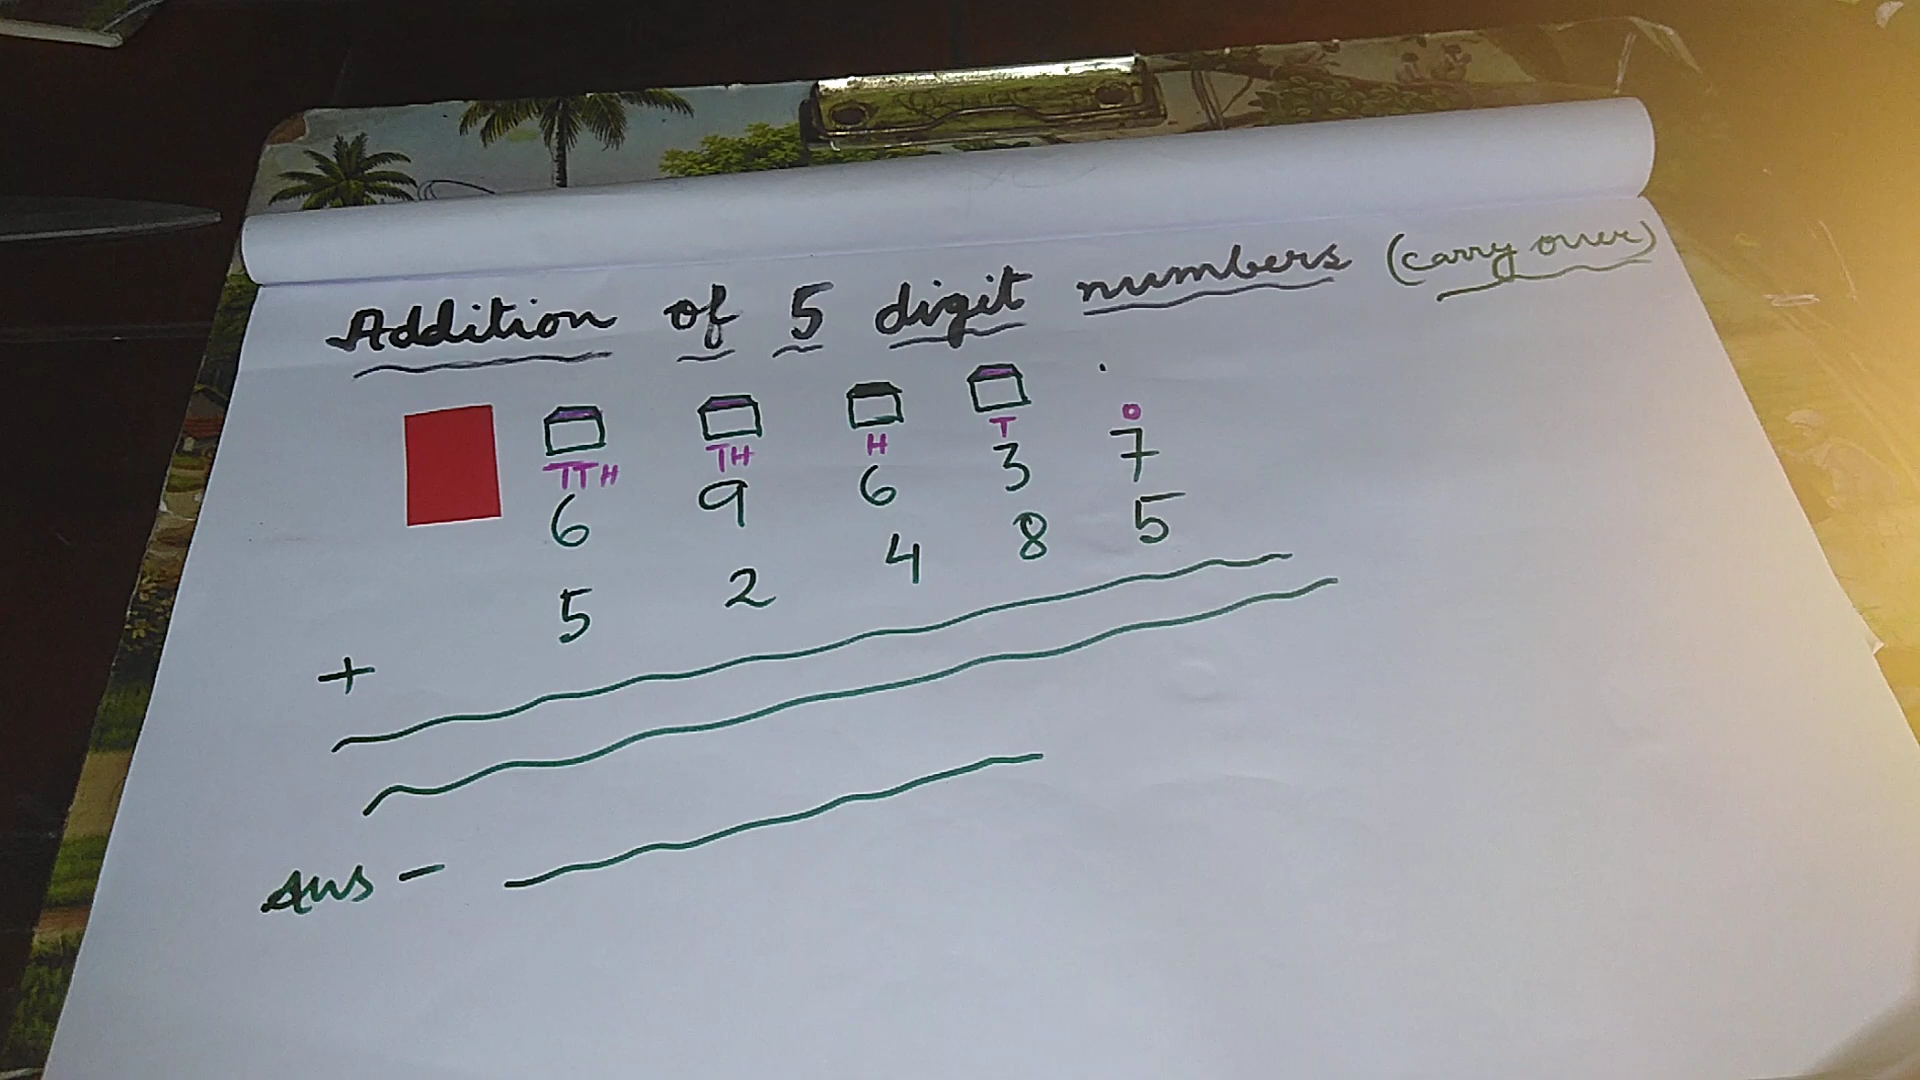 Addition of 5 digit numbers (carry over)
TTH TH H T O
6 9 6 3 7
5 2 4 8 5
+
Ans -